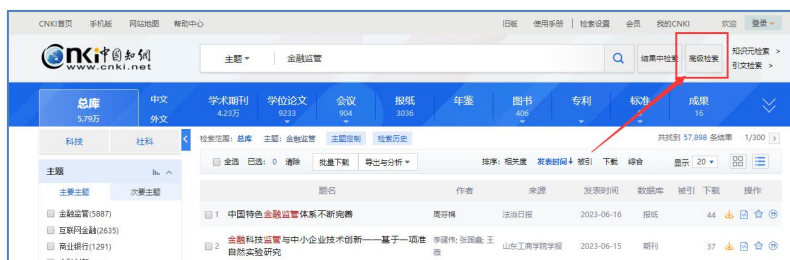 CNKI首页 手机版 网站地图 帮助中心 旧版 使用手册 检索设置 会员 我的CNKI 欢迎 登录
Cnki中国知网 主题 金融监管 结果中检索 高级检索 知识元检索 >
www.cnki.net 引文检索 >
总库 中文 学术期刊 学位论文 会议 报纸 年鉴 图书 专利 标准 成果
5.79万 外文 4.23万 9233 904 3036 406 16
科技 社科 检索范围：总库 主题：金融监管 主题定制 检索历史 共找到 57,898 条结果 1/300 >
全选 已选：0 清除 批量下载 导出与分析 排序：相关度 发表时间↓ 被引 下载 综合 显示 20
主题
主要主题 次要主题 题名 作者 来源 发表时间 数据库 被引 下载 操作
金融监管(5887) 1 中国特色金融监管体系不断完善 周芬棉 法治日报 2023-06-16 报纸 44
互联网金融(2635)
商业银行(1291) 2 金融科技监管与中小企业技术创新——基于一项准自然实验研究 李建伟; 张国鑫; 王薇 山东工商学院学报 2023-06-15 期刊 37